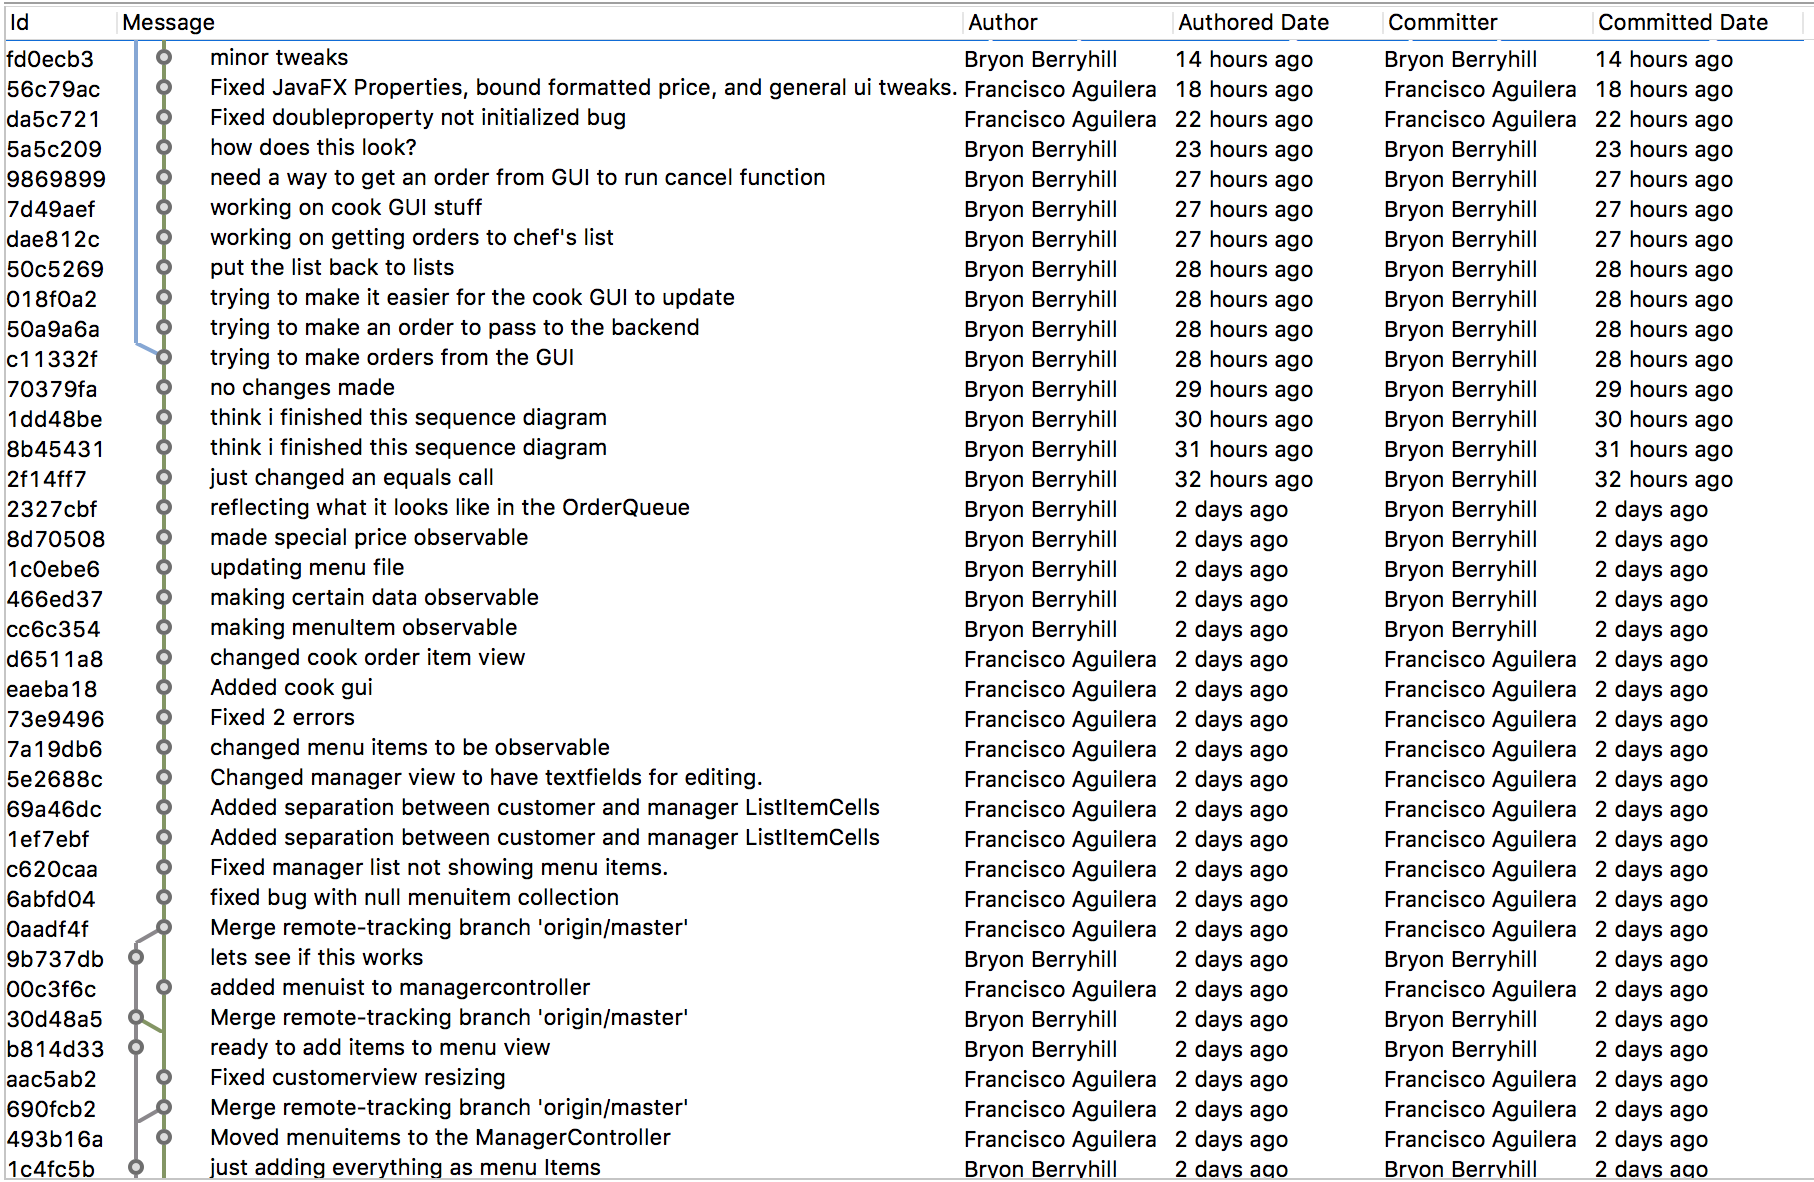 Id Message Author Authored Date Committer Committed Date
fd0ecb3 minor tweaks Bryon Berryhill 14 hours ago Bryon Berryhill 14 hours ago
56c79ac Fixed JavaFX Properties, bound formatted price, and general ui tweaks. Francisco Aguilera 18 hours ago Francisco Aguilera 18 hours ago
da5c721 Fixed doubleproperty not initialized bug Francisco Aguilera 22 hours ago Francisco Aguilera 22 hours ago
5a5c209 how does this look? Bryon Berryhill 23 hours ago Bryon Berryhill 23 hours ago
9869899 need a way to get an order from GUI to run cancel function Bryon Berryhill 27 hours ago Bryon Berryhill 27 hours ago
7d49aef working on cook GUI stuff Bryon Berryhill 27 hours ago Bryon Berryhill 27 hours ago
dae812c working on getting orders to chef's list Bryon Berryhill 27 hours ago Bryon Berryhill 27 hours ago
50c5269 put the list back to lists Bryon Berryhill 28 hours ago Bryon Berryhill 28 hours ago
018f0a2 trying to make it easier for the cook GUI to update Bryon Berryhill 28 hours ago Bryon Berryhill 28 hours ago
50a9a6a trying to make an order to pass to the backend Bryon Berryhill 28 hours ago Bryon Berryhill 28 hours ago
c11332f trying to make orders from the GUI Bryon Berryhill 28 hours ago Bryon Berryhill 28 hours ago
70379fa no changes made Bryon Berryhill 29 hours ago Bryon Berryhill 29 hours ago
1dd48be think i finished this sequence diagram Bryon Berryhill 30 hours ago Bryon Berryhill 30 hours ago
8b45431 think i finished this sequence diagram Bryon Berryhill 31 hours ago Bryon Berryhill 31 hours ago
2f14ff7 just changed an equals call Bryon Berryhill 32 hours ago Bryon Berryhill 32 hours ago
2327cbf reflecting what it looks like in the OrderQueue Bryon Berryhill 2 days ago Bryon Berryhill 2 days ago
8d70508 made special price observable Bryon Berryhill 2 days ago Bryon Berryhill 2 days ago
1c0ebe6 updating menu file Bryon Berryhill 2 days ago Bryon Berryhill 2 days ago
466ed37 making certain data observable Bryon Berryhill 2 days ago Bryon Berryhill 2 days ago
cc6c354 making menuItem observable Bryon Berryhill 2 days ago Bryon Berryhill 2 days ago
d6511a8 changed cook order item view Francisco Aguilera 2 days ago Francisco Aguilera 2 days ago
eaeba18 Added cook gui Francisco Aguilera 2 days ago Francisco Aguilera 2 days ago
73e9496 Fixed 2 errors Francisco Aguilera 2 days ago Francisco Aguilera 2 days ago
7a19db6 changed menu items to be observable Francisco Aguilera 2 days ago Francisco Aguilera 2 days ago
5e2688c Changed manager view to have textfields for editing. Francisco Aguilera 2 days ago Francisco Aguilera 2 days ago
69a46dc Added separation between customer and manager ListItemCells Francisco Aguilera 2 days ago Francisco Aguilera 2 days ago
1ef7ebf Added separation between customer and manager ListItemCells Francisco Aguilera 2 days ago Francisco Aguilera 2 days ago
c620caa Fixed manager list not showing menu items. Francisco Aguilera 2 days ago Francisco Aguilera 2 days ago
6abfd04 fixed bug with null menuitem collection Francisco Aguilera 2 days ago Francisco Aguilera 2 days ago
0aadf4f Merge remote-tracking branch 'origin/master' Francisco Aguilera 2 days ago Francisco Aguilera 2 days ago
9b737db lets see if this works Bryon Berryhill 2 days ago Bryon Berryhill 2 days ago
00c3f6c added menuist to managercontroller Francisco Aguilera 2 days ago Francisco Aguilera 2 days ago
30d48a5 Merge remote-tracking branch 'origin/master' Bryon Berryhill 2 days ago Bryon Berryhill 2 days ago
b814d33 ready to add items to menu view Bryon Berryhill 2 days ago Bryon Berryhill 2 days ago
aac5ab2 Fixed customerview resizing Francisco Aguilera 2 days ago Francisco Aguilera 2 days ago
690fcb2 Merge remote-tracking branch 'origin/master' Francisco Aguilera 2 days ago Francisco Aguilera 2 days ago
493b16a Moved menuitems to the ManagerController Francisco Aguilera 2 days ago Francisco Aguilera 2 days ago
1c4fc5b just adding everything as menu Items Bryon Berryhill 2 days ago Bryon Berryhill 2 days ago